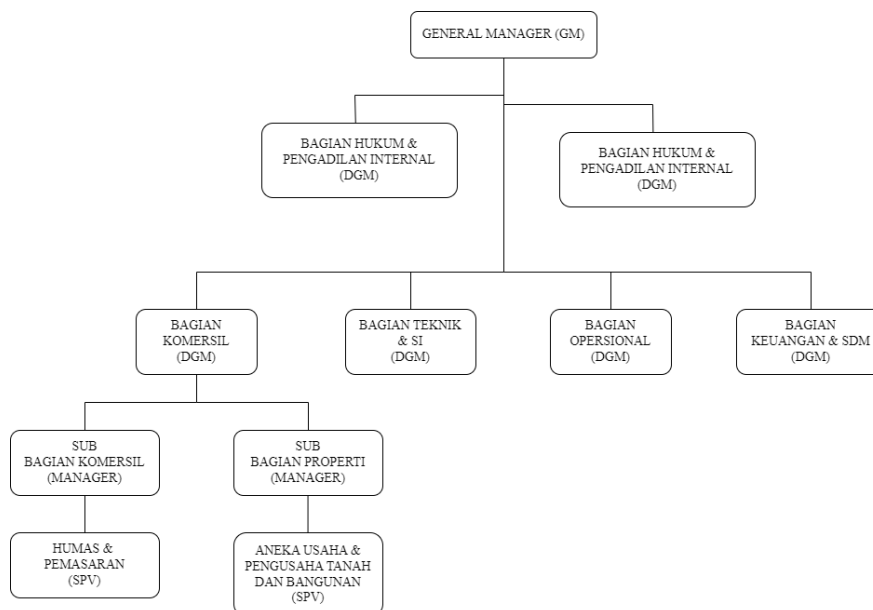 GENERAL MANAGER (GM)
BAGIAN HUKUM &
PENGADILAN INTERNAL
(DGM)
BAGIAN HUKUM &
PENGADILAN INTERNAL
(DGM)
BAGIAN
KOMERSIL
(DGM)
BAGIAN TEKNIK
& SI
(DGM)
BAGIAN
OPERSIONAL
(DGM)
BAGIAN
KEUANGAN & SDM
(DGM)
SUB
BAGIAN KOMERSIL
(MANAGER)
SUB
BAGIAN PROPERTI
(MANAGER)
HUMAS &
PEMASARAN
(SPV)
ANEKA USAHA &
PENGUSAHA TANAH
DAN BANGUNAN
(SPV)